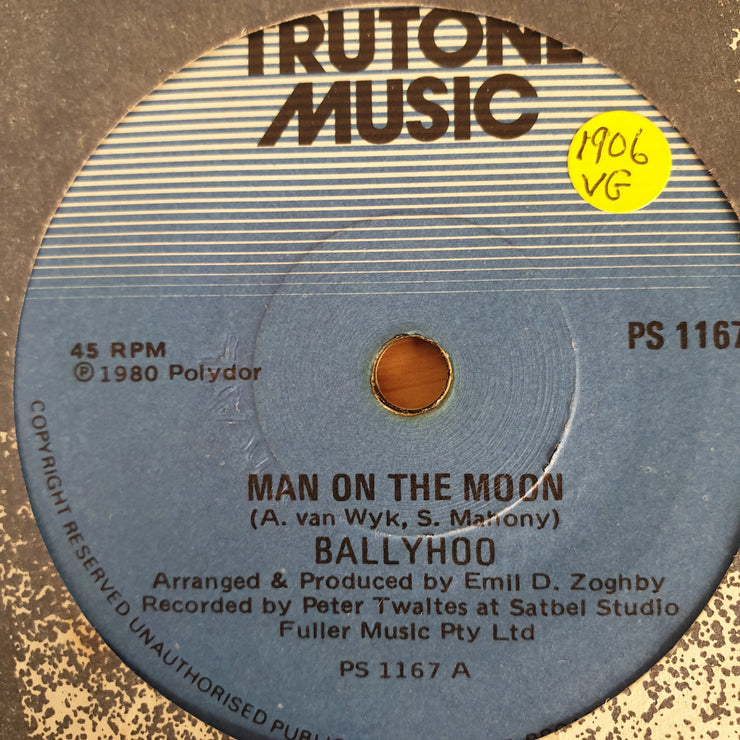 TRUTONE
MUSIC
1906
VG
45 RPM
℗ 1980 Polydor
PS 1167
MAN ON THE MOON
(A. van Wyk, S. Mahony)
BALLYHOO
Arranged & Produced by Emil D. Zoghby
Recorded by Peter Twaltes at Satbel Studio
Fuller Music Pty Ltd
PS 1167 A
COPYRIGHT RESERVED UNAUTHORISED